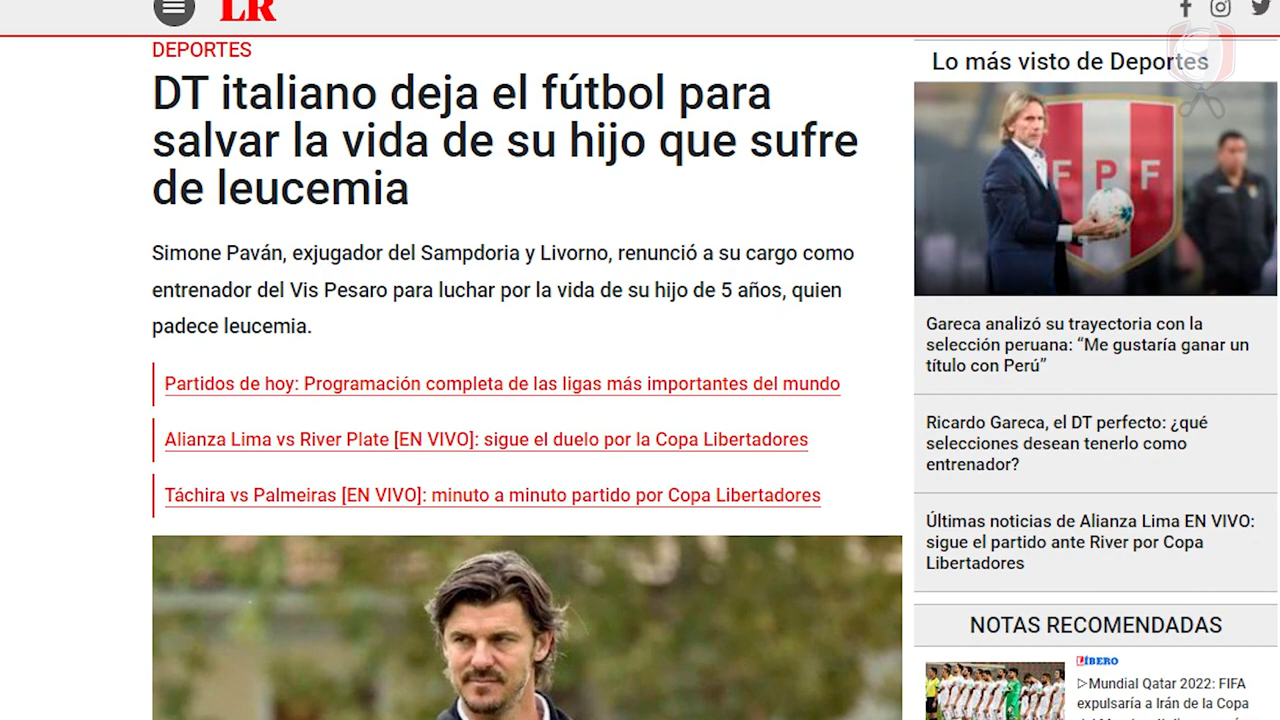 LR
DEPORTES
DT italiano deja el fútbol para
salvar la vida de su hijo que sufre
de leucemia
Simone Paván, exjugador del Sampdoria y Livorno, renunció a su cargo como
entrenador del Vis Pesaro para luchar por la vida de su hijo de 5 años, quien
padece leucemia.
Partidos de hoy: Programación completa de las ligas más importantes del mundo
Alianza Lima vs River Plate [EN VIVO]: sigue el duelo por la Copa Libertadores
Táchira vs Palmeiras [EN VIVO]: minuto a minuto partido por Copa Libertadores
Lo más visto de Deportes
FPF
Gareca analizó su trayectoria con la
selección peruana: “Me gustaría ganar un
título con Perú”
Ricardo Gareca, el DT perfecto: ¿qué
selecciones desean tenerlo como
entrenador?
Últimas noticias de Alianza Lima EN VIVO:
sigue el partido ante River por Copa
Libertadores
NOTAS RECOMENDADAS
LÍBERO
▷Mundial Qatar 2022: FIFA
expulsaría a Irán de la Copa